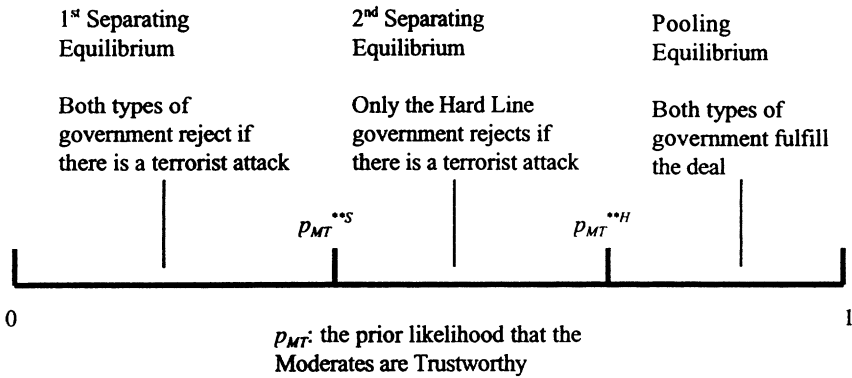 1st Separating
Equilibrium
Both types of
government reject if
there is a terrorist attack
2nd Separating
Equilibrium
Only the Hard Line
government rejects if
there is a terrorist attack
Pooling
Equilibrium
Both types of
government fulfill
the deal
pMT**S
pMT**H
0
1
pMT: the prior likelihood that the
Moderates are Trustworthy